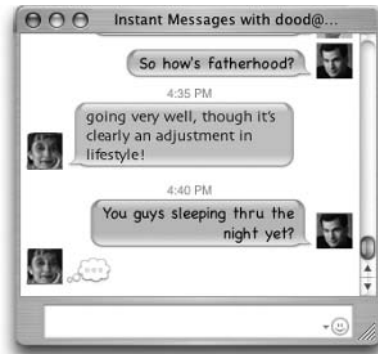 Instant Messages with dood@...
So how's fatherhood?
4:35 PM
going very well, though it's
clearly an adjustment in
lifestyle!
4:40 PM
You guys sleeping thru the
night yet?